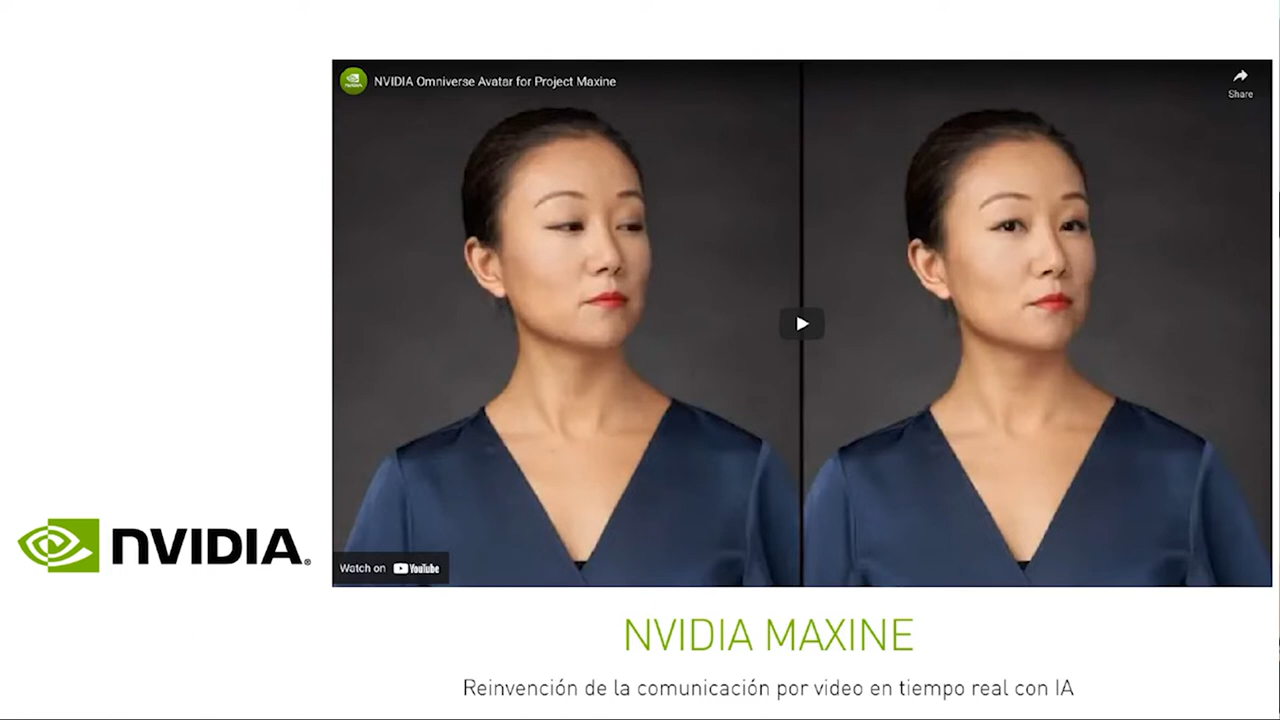 NVIDIA Omniverse Avatar for Project Maxine
Share
Watch on YouTube
NVIDIA®
NVIDIA MAXINE
Reinvención de la comunicación por video en tiempo real con IA